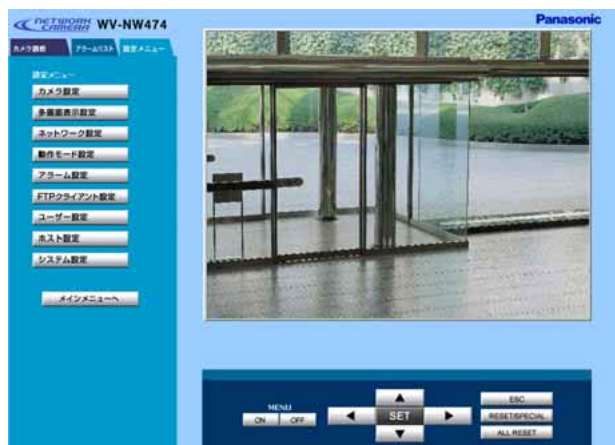 NETWORK CAMERA WV-NW474
Panasonic
カメラ調整 アラームリスト 設定メニュー
設定メニュー
カメラ設定
多画面表示設定
ネットワーク設定
動作モード設定
アラーム設定
FTPクライアント設定
ユーザー設定
ホスト設定
システム設定
メインメニューへ
MENU
ON OFF
SET
ESC
RESET/SPECIAL
ALL RESET